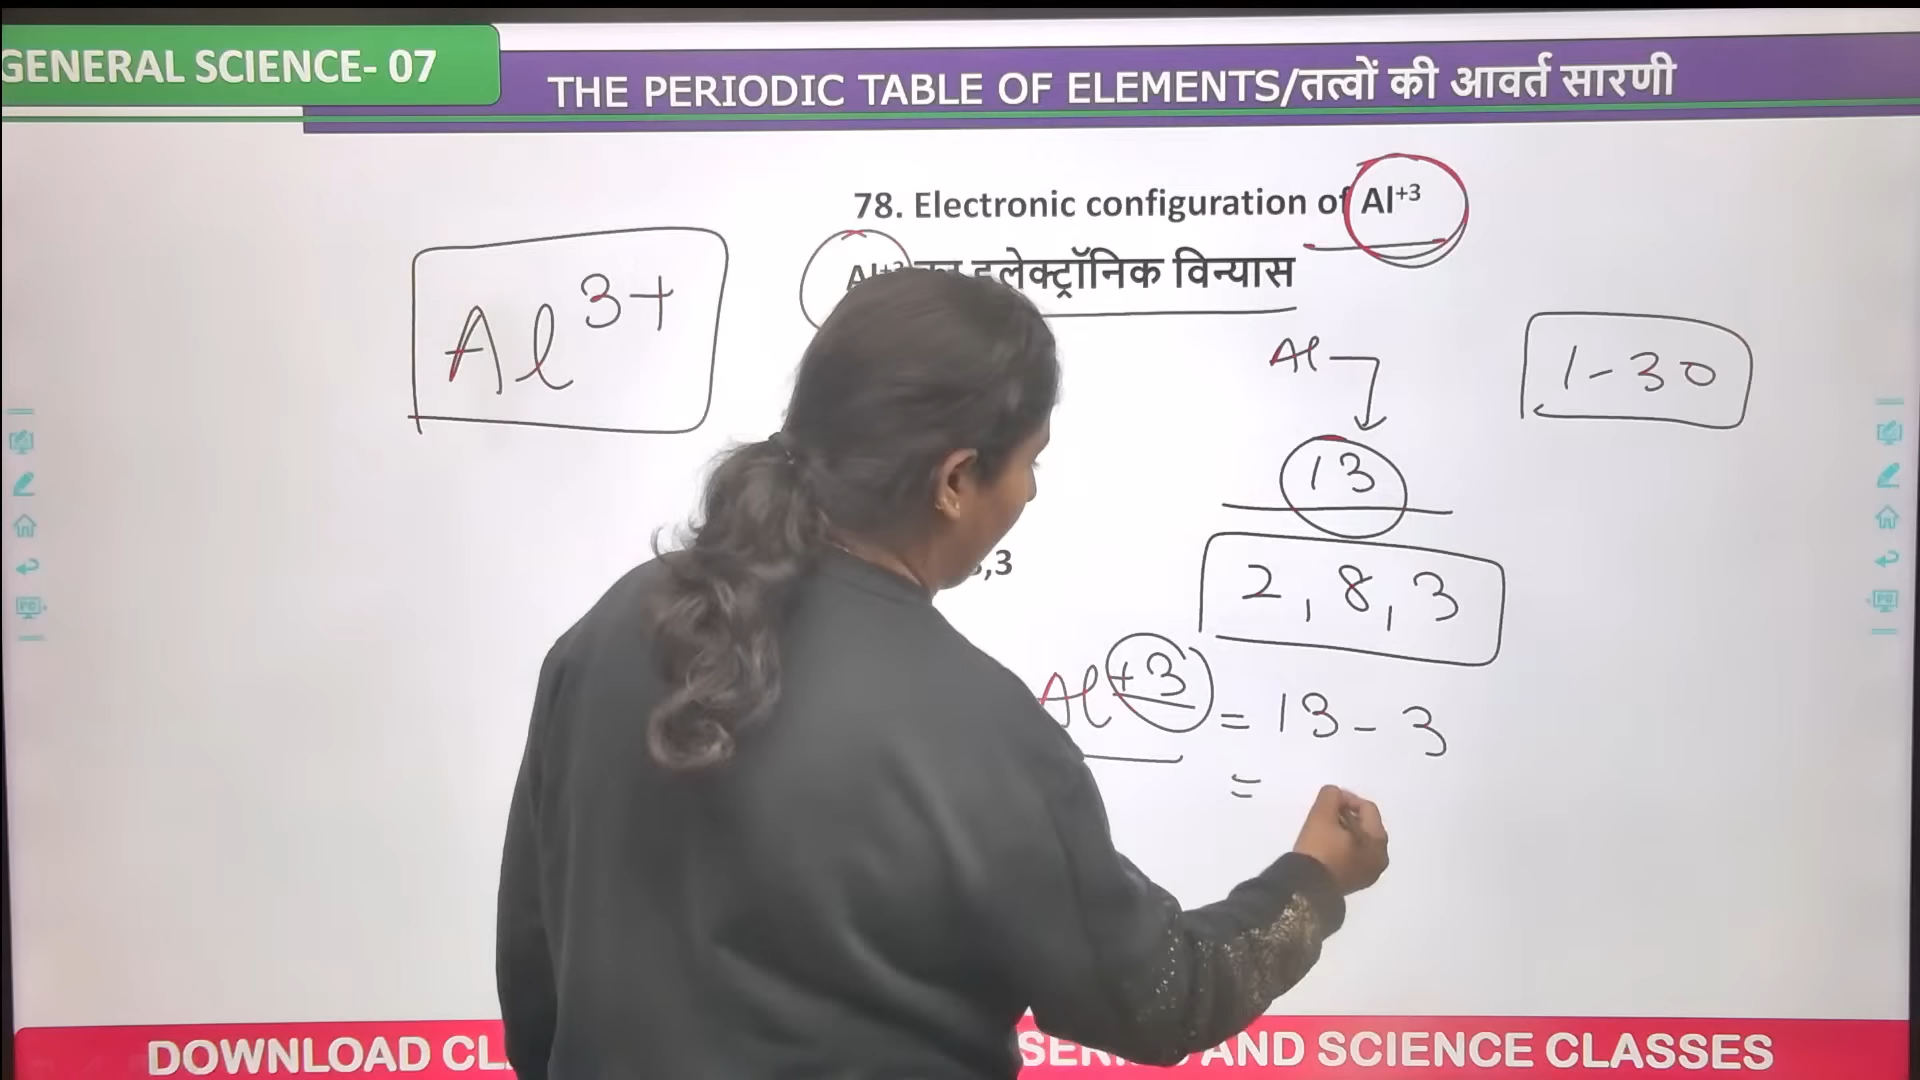 GENERAL SCIENCE- 07
THE PERIODIC TABLE OF ELEMENTS/तत्वों की आवर्त सारणी
78. Electronic configuration of Al+3
इलेक्ट्रॉनिक विन्यास
Al3+
Al
1-30
13
,3
2, 8, 3
Al+3 = 13 - 3
=
DOWNLOAD AND SCIENCE CLASSES